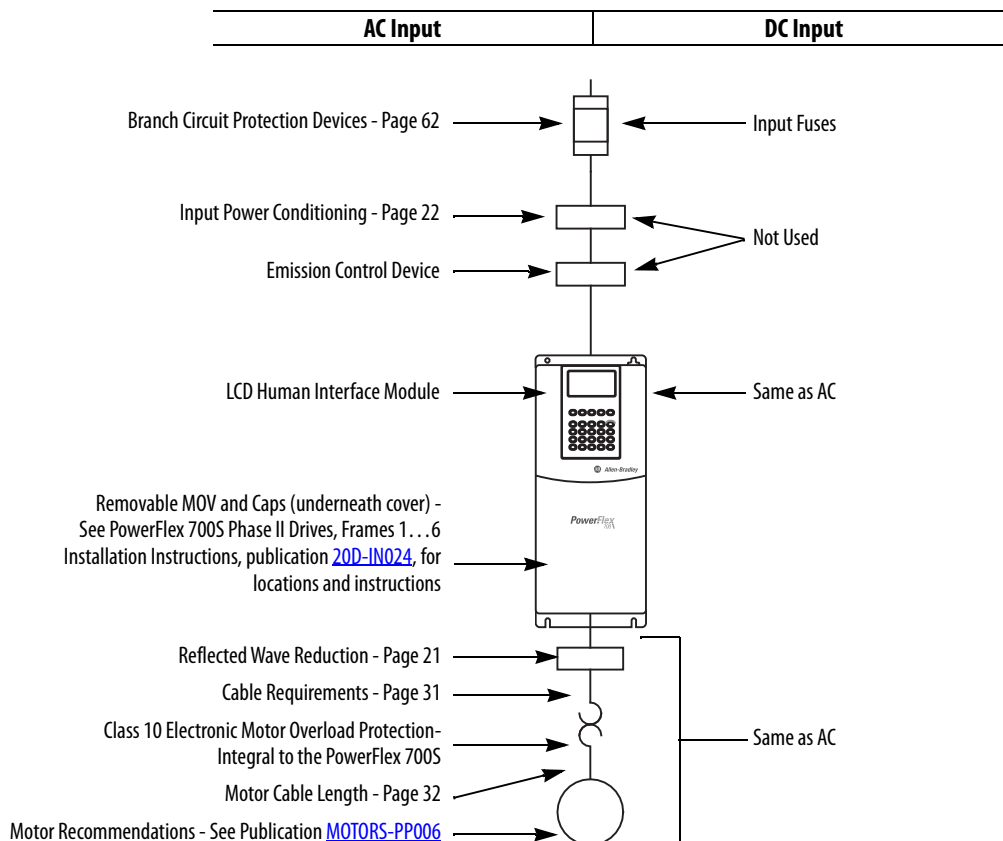 AC Input DC Input
Branch Circuit Protection Devices - Page 62
Input Fuses
Input Power Conditioning - Page 22
Not Used
Emission Control Device
LCD Human Interface Module
Same as AC
Allen-Bradley
Removable MOV and Caps (underneath cover) -
See PowerFlex 700S Phase II Drives, Frames 1…6
Installation Instructions, publication 20D-IN024, for
locations and instructions
PowerFlex
Reflected Wave Reduction - Page 21
Cable Requirements - Page 31
Class 10 Electronic Motor Overload Protection-
Integral to the PowerFlex 700S
Same as AC
Motor Cable Length - Page 32
Motor Recommendations - See Publication MOTORS-PP006